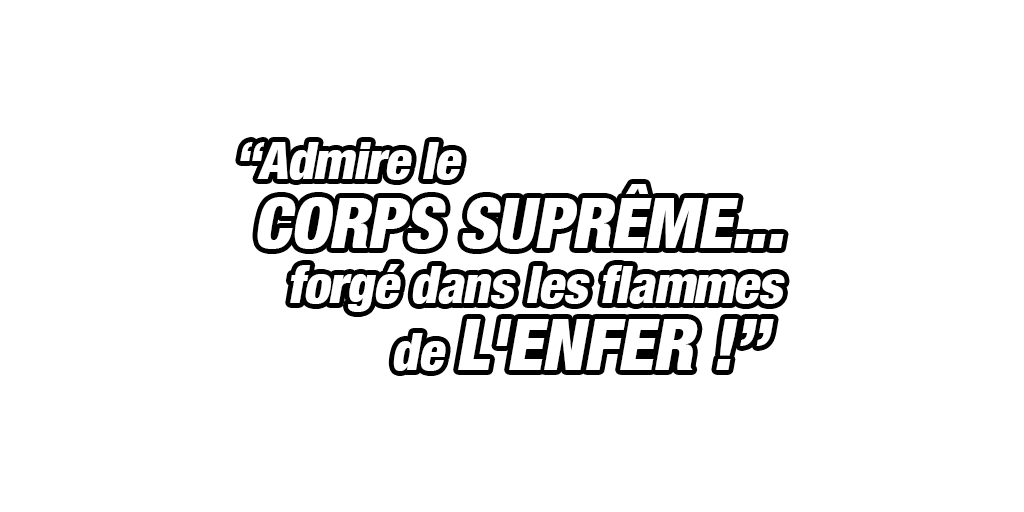 “Admire le
CORPS SUPRÊME...
forgé dans les flammes
de L'ENFER !”